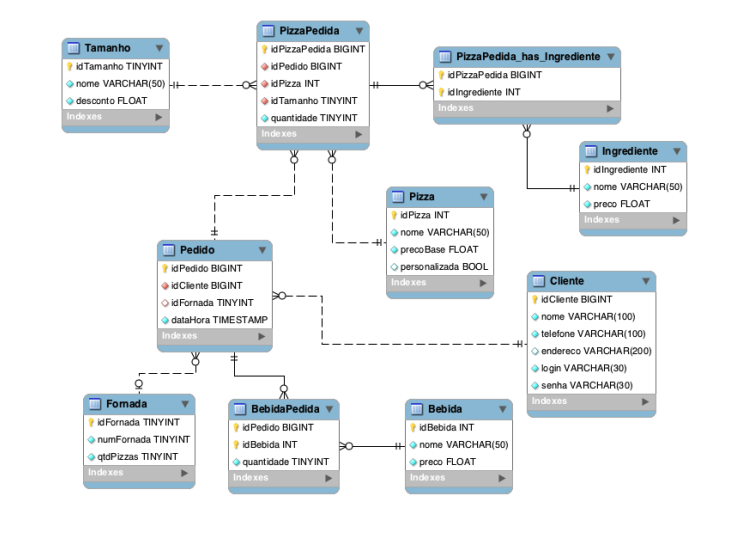 Tamanho
idTamanho TINYINT
nome VARCHAR(50)
desconto FLOAT
Indexes
PizzaPedida
idPizzaPedida BIGINT
idPedido BIGINT
idPizza INT
idTamanho TINYINT
quantidade TINYINT
Indexes
PizzaPedida_has_Ingrediente
idPizzaPedida BIGINT
idIngrediente INT
Indexes
Ingrediente
idIngrediente INT
nome VARCHAR(50)
preco FLOAT
Indexes
Pizza
idPizza INT
nome VARCHAR(50)
precoBase FLOAT
personalizada BOOL
Indexes
Pedido
idPedido BIGINT
idCliente BIGINT
idFornada TINYINT
dataHora TIMESTAMP
Indexes
Cliente
idCliente BIGINT
nome VARCHAR(100)
telefone VARCHAR(100)
endereco VARCHAR(200)
login VARCHAR(30)
senha VARCHAR(30)
Indexes
Fornada
idFornada TINYINT
numFornada TINYINT
qtdPizzas TINYINT
Indexes
BebidaPedida
idPedido BIGINT
idBebida INT
quantidade TINYINT
Indexes
Bebida
idBebida INT
nome VARCHAR(50)
preco FLOAT
Indexes